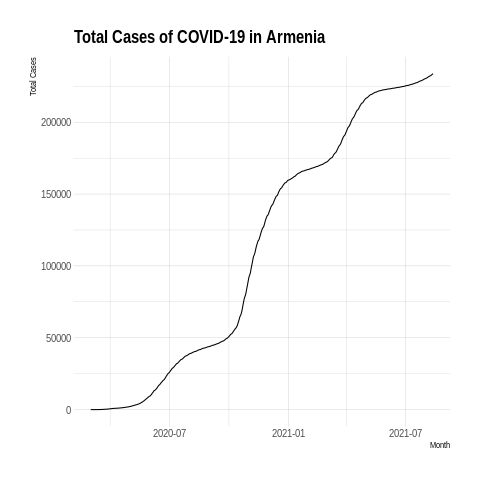 Total Cases of COVID-19 in Armenia
Total Cases
200000
150000
100000
50000
0
2020-07
2021-01
2021-07
Month